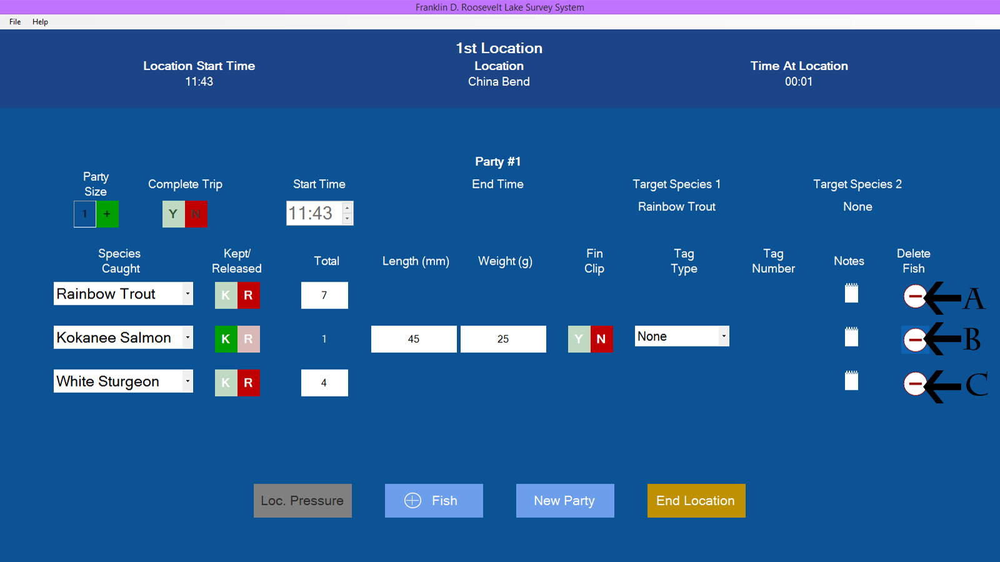 Franklin D. Roosevelt Lake Survey System
File Help
1st Location
Location Start Time Location Time At Location
11:43 China Bend 00:01
Party #1
Party Size Complete Trip Start Time End Time Target Species 1 Target Species 2
1 + Y N 11:43 Rainbow Trout None
Species Caught Kept/ Released Total Length (mm) Weight (g) Fin Clip Tag Type Tag Number Notes Delete Fish
Rainbow Trout K R 7 A
Kokanee Salmon K R 1 45 25 Y N None B
White Sturgeon K R 4 C
Loc. Pressure Fish New Party End Location